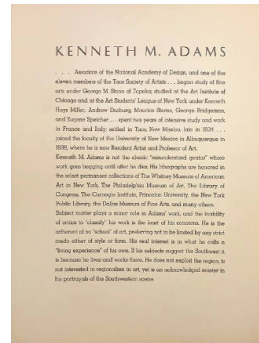 KENNETH M. ADAMS
. . . Associate of the National Academy of Design, and one of the
eleven members of the Taos Society of Artists . . . began study of fine
arts under George M. Stone of Topeka; studied at the Art Institute of
Chicago and at the Art Students' League of New York under Kenneth
Hayes Miller, Andrew Dasburg, Maurice Sterne, George Bridgeman,
and Eugene Speicher . . . spent two years of intensive study and work
in France and Italy; settled in Taos, New Mexico, late in 1924 . . .
joined the faculty of the University of New Mexico in Albuquerque in
1938, where he is now Resident Artist and Professor of Art.
Kenneth M. Adams is not the classic "misunderstood genius" whose
work goes begging until after he dies. His lithographs are honored in
the select permanent collections of The Whitney Museum of American
Art in New York, The Philadelphia Museum of Art, The Library of
Congress, The Carnegie Institute, Princeton University, the New York
Public Library, the Dallas Museum of Fine Arts, and many others.
Subject matter plays a minor role in Adams' work, and the inability
of critics to "classify" his work is the least of his concerns. He is the
adherent of no "school" of art, preferring not to be limited by any strict
credo either of style or form. His real interest is in what he calls a
"living experience" of his own. If his subjects suggest the Southwest it
is because he lives and works there. He does not exploit the region, is
not interested in regionalism in art, yet is an acknowledged master in
his portrayals of the Southwestern scene.